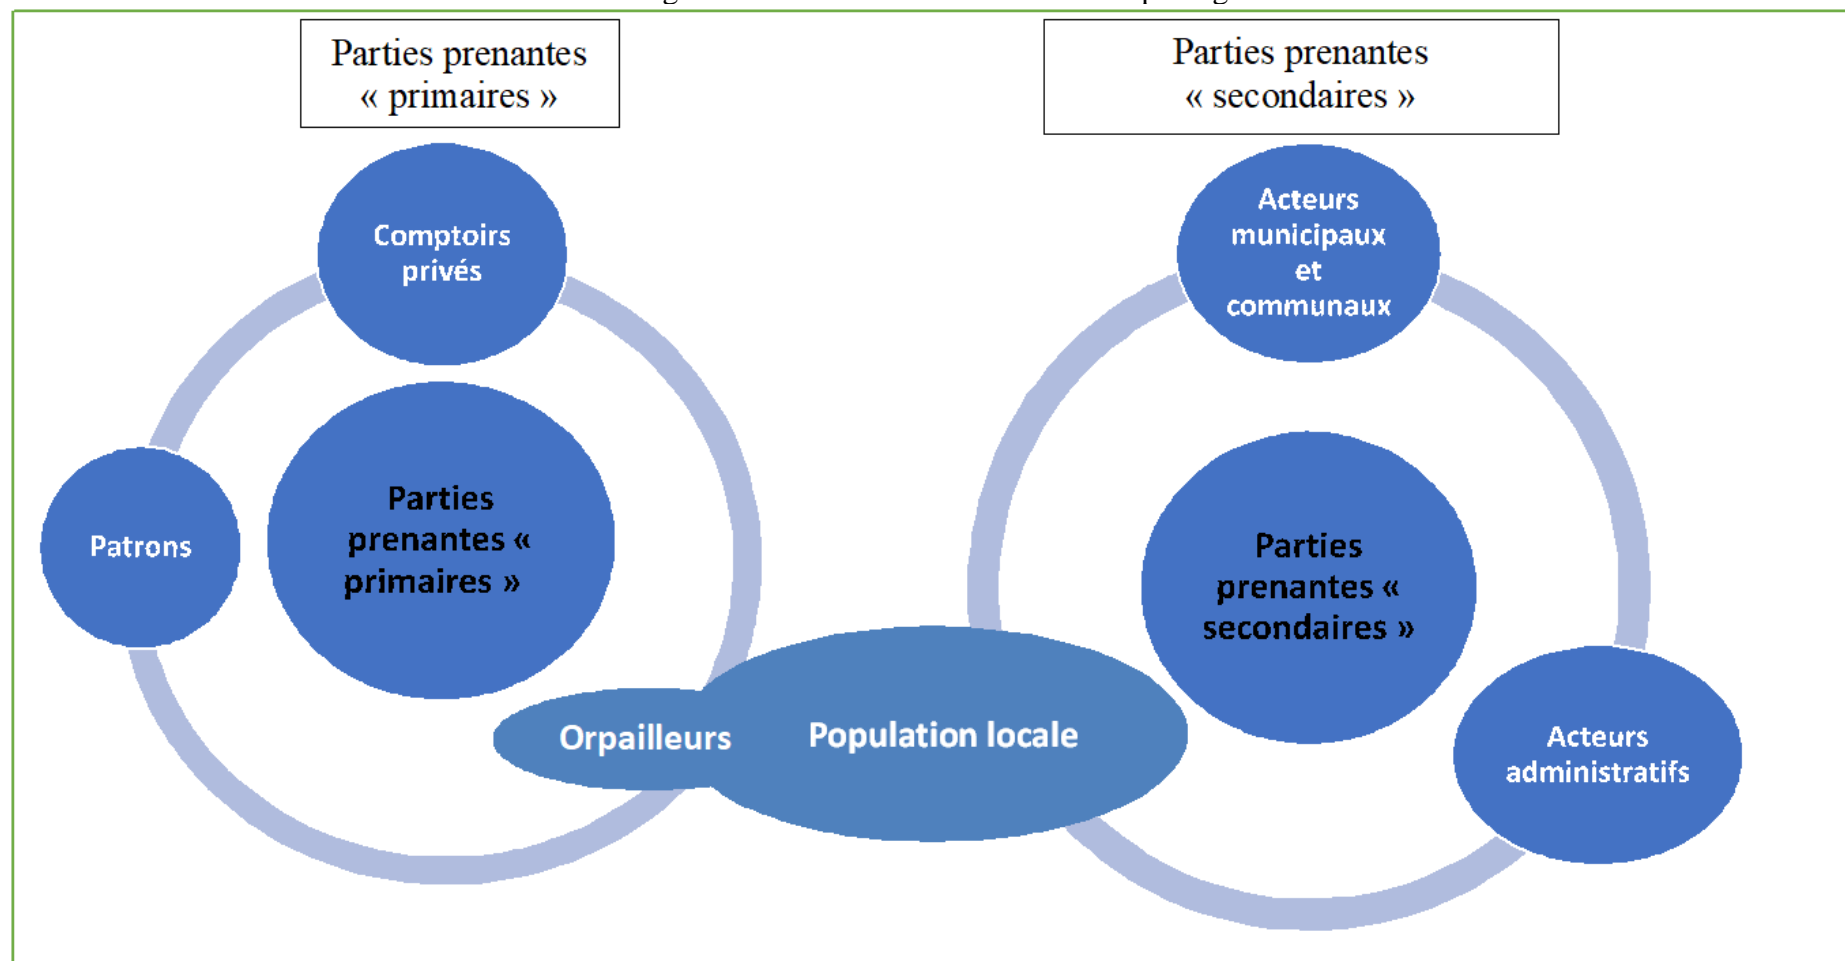 Parties prenantes
« primaires »
Parties prenantes
« secondaires »
Comptoirs
privés
Patrons
Parties
prenantes «
primaires »
Orpailleurs
Population locale
Acteurs
municipaux
et
communaux
Parties
prenantes «
secondaires »
Acteurs
administratifs